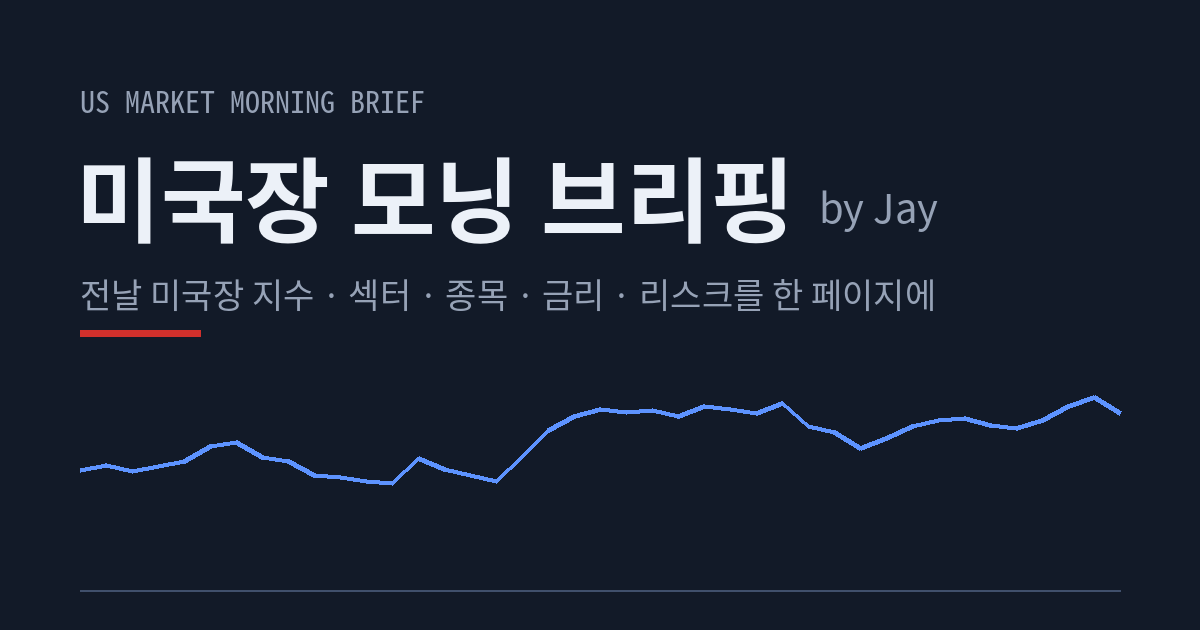 US MARKET MORNING BRIEF
미국장 모닝 브리핑 by Jay
전날 미국장 지수 · 섹터 · 종목 · 금리 · 리스크를 한 페이지에